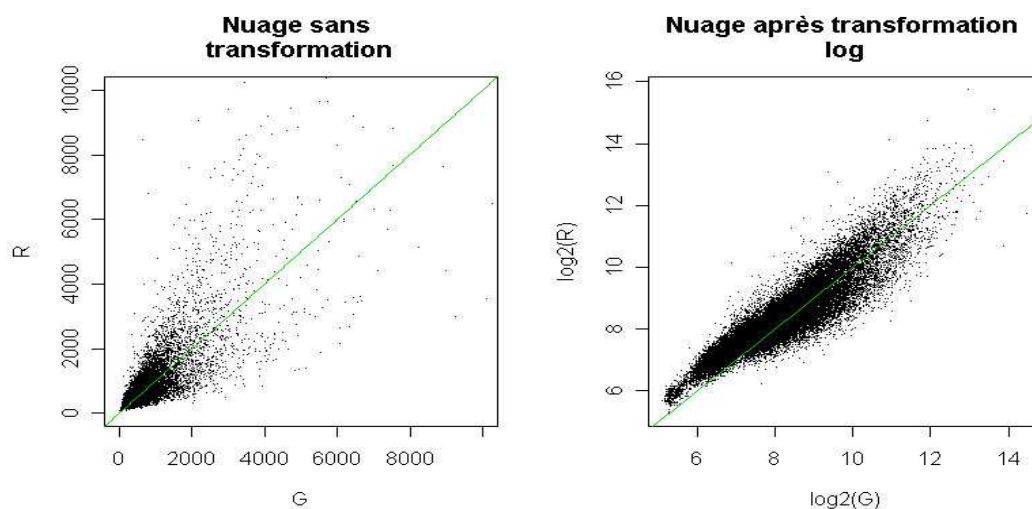 Nuage sans
transformation
R
10000
8000
6000
4000
2000
0
0 2000 4000 6000 8000
G
Nuage après transformation
log
log2(R)
16
14
12
10
8
6
6 8 10 12 14
log2(G)